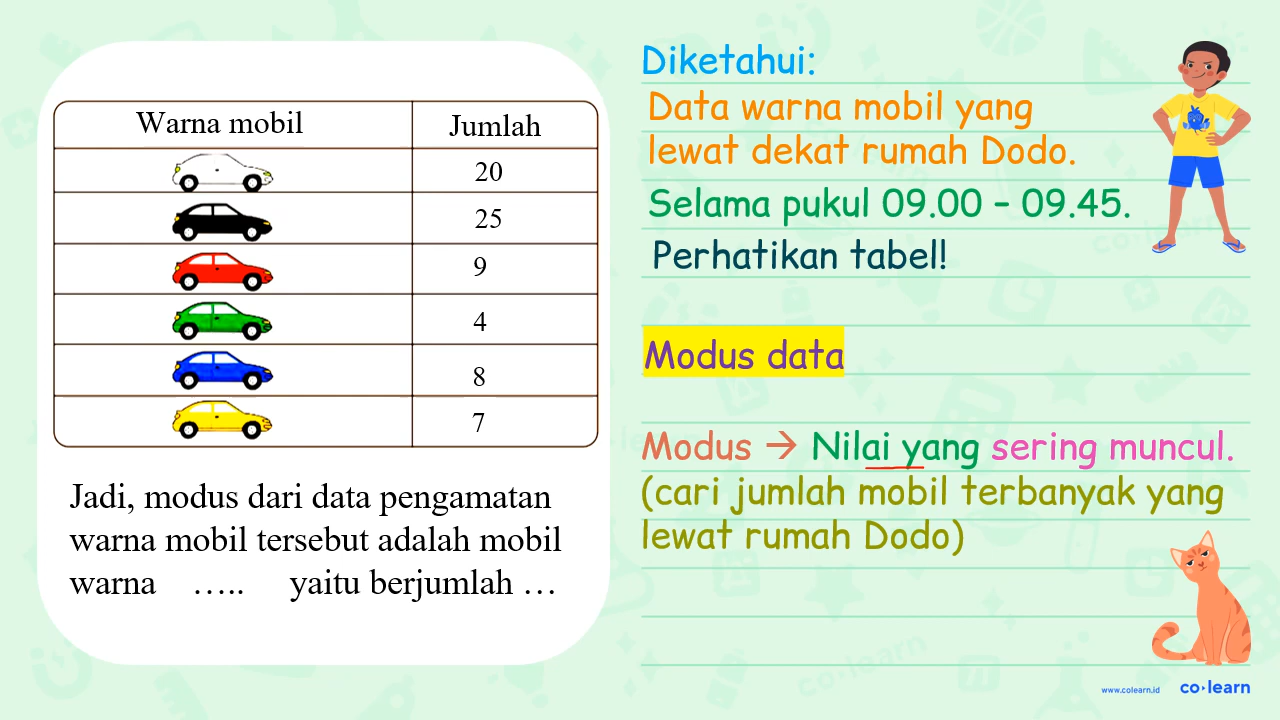 Warna mobil Jumlah
20
25
9
4
8
7
Jadi, modus dari data pengamatan
warna mobil tersebut adalah mobil
warna ..... yaitu berjumlah ...
Diketahui:
Data warna mobil yang
lewat dekat rumah Dodo.
Selama pukul 09.00 – 09.45.
Perhatikan tabel!
Modus data
Modus → Nilai yang sering muncul.
(cari jumlah mobil terbanyak yang
lewat rumah Dodo)
www.colearn.id co·learn